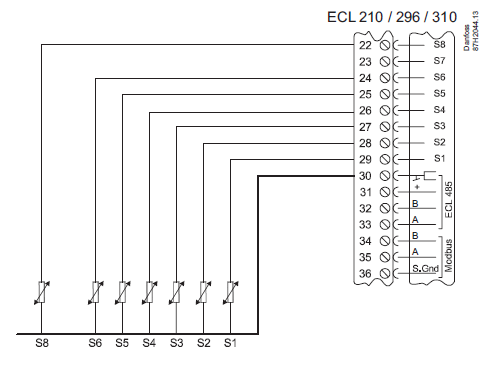 ECL 210 / 296 / 310
Danfoss
87H2044.13
22 S8
23 S7
24 S6
25 S5
26 S4
27 S3
28 S2
29 S1
30
31 +
32 B
33 A
ECL 485
34 B
35 A
36 S.Gnd
Modbus
S8 S6 S5 S4 S3 S2 S1